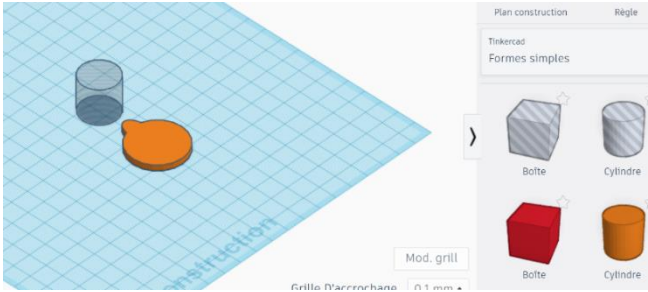 Plan construction
Règle
Tinkercad
Formes simples
Boîte
Cylindre
Boîte
Cylindre
Mod. grill
Grille D'accrochage
0.1 mm